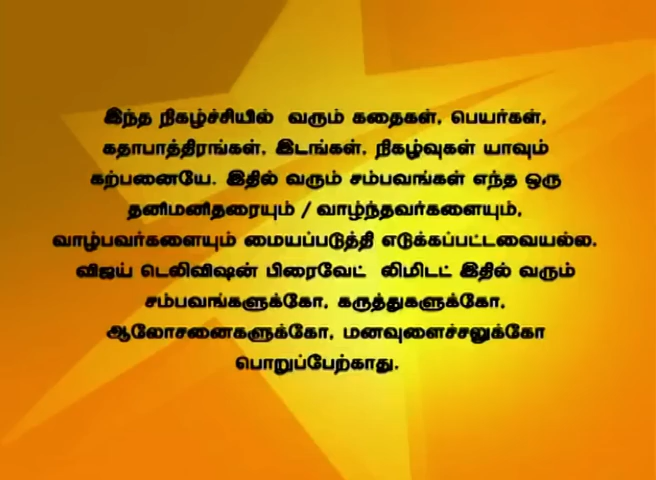 இந்த நிகழ்ச்சியில் வரும் கதைகள், பெயர்கள்,
கதாபாத்திரங்கள், இடங்கள், நிகழ்வுகள் யாவும்
கற்பனையே. இதில் வரும் சம்பவங்கள் எந்த ஒரு
தனிமனிதரையும் / வாழ்ந்தவர்களையும்,
வாழ்பவர்களையும் மையப்படுத்தி எடுக்கப்பட்டவையல்ல.
விஜய் டெலிவிஷன் பிரைவேட் லிமிடட் இதில் வரும்
சம்பவங்களுக்கோ, கருத்துகளுக்கோ,
ஆலோசனைகளுக்கோ, மனவுளைச்சலுக்கோ
பொறுப்பேற்காது.